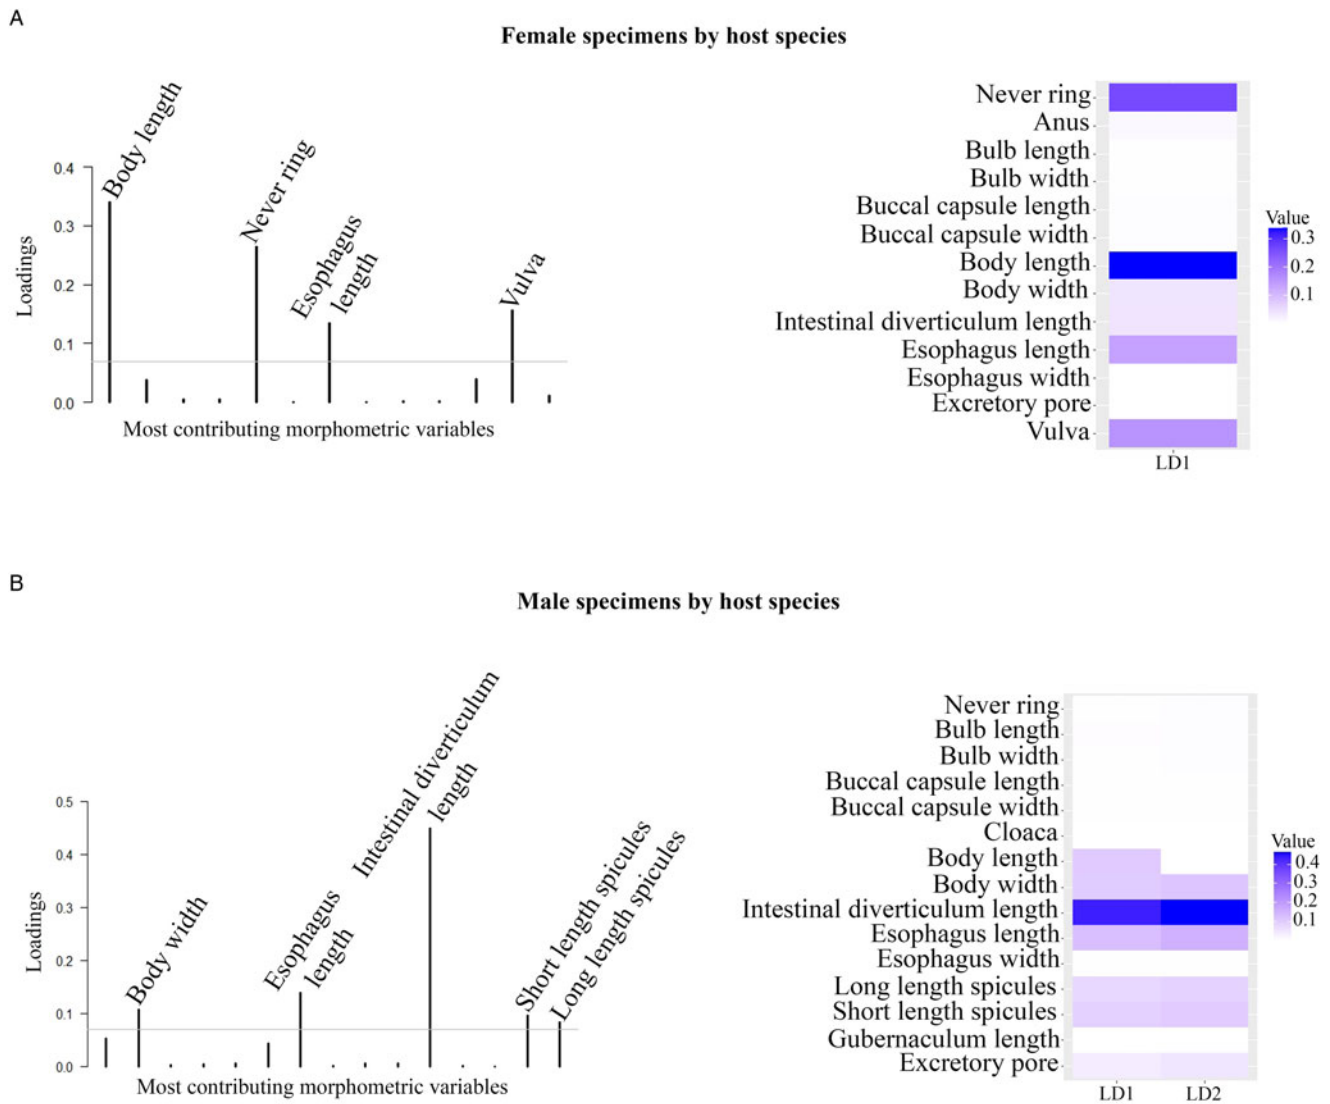 A
Female specimens by host species
Body length
Never ring
Esophagus
length
Vulva
0.4
0.3
0.2
0.1
0.0
Loadings
Most contributing morphometric variables
Never ring
Anus
Bulb length
Bulb width
Buccal capsule length
Buccal capsule width
Body length
Body width
Intestinal diverticulum length
Esophagus length
Esophagus width
Excretory pore
Vulva
LD1
Value
0.3
0.2
0.1
B
Male specimens by host species
Body width
Esophagus
length
Intestinal diverticulum
length
Short length spicules
Long length spicules
0.5
0.4
0.3
0.2
0.1
0.0
Loadings
Most contributing morphometric variables
Never ring
Bulb length
Bulb width
Buccal capsule length
Buccal capsule width
Cloaca
Body length
Body width
Intestinal diverticulum length
Esophagus length
Esophagus width
Long length spicules
Short length spicules
Gubernaculum length
Excretory pore
LD1 LD2
Value
0.4
0.3
0.2
0.1